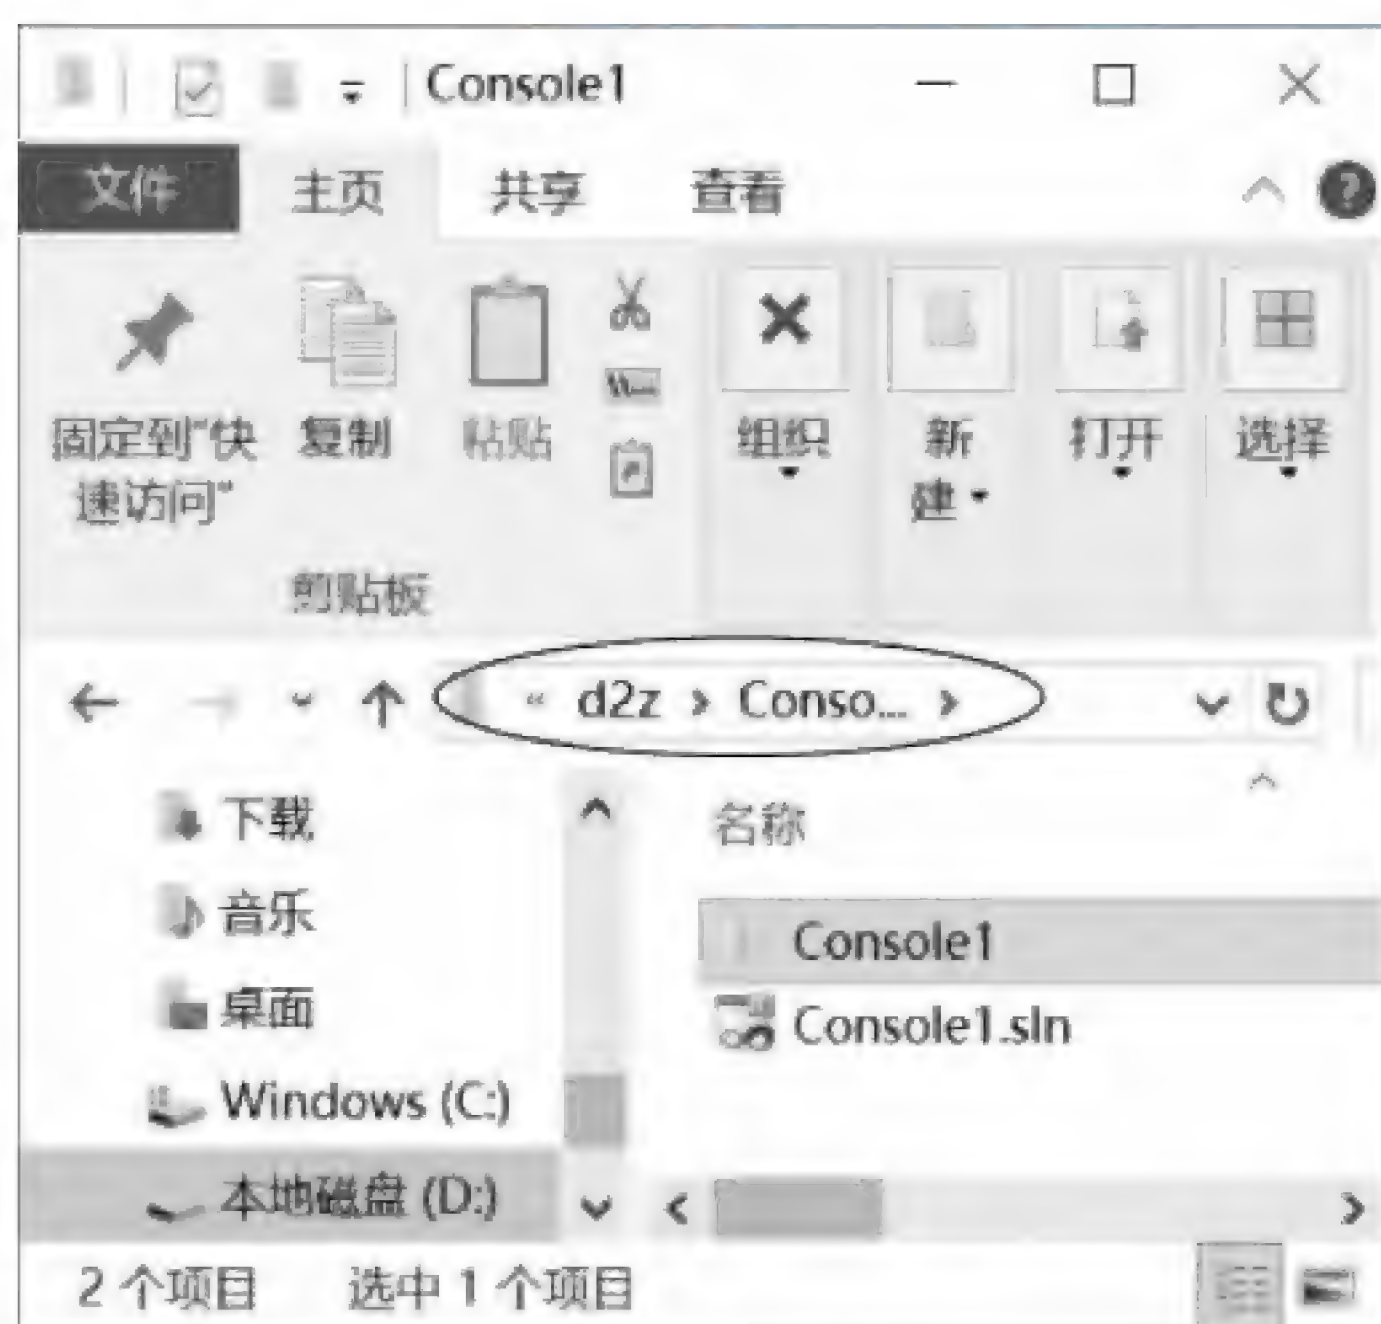 Console1
文件 主页 共享 查看
固定到"快速访问"
复制
粘贴
组织
新建
打开
选择
剪贴板
« d2z > Conso... >
下载
音乐
桌面
Windows (C:)
本地磁盘 (D:)
名称
Console1
Console1.sln
2 个项目 选中 1 个项目